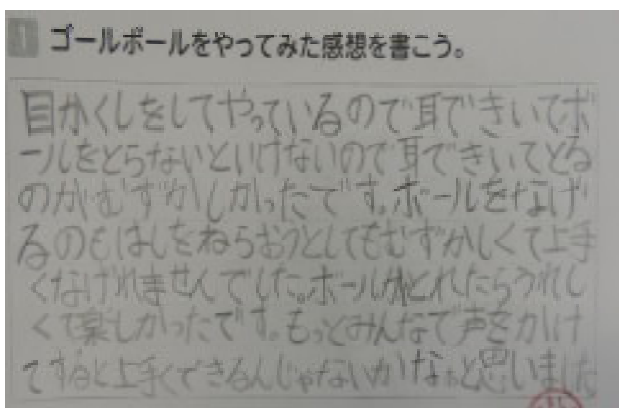 1 ゴールボールをやってみた感想を書こう。
目かくしをしてやっているので耳できいてボ
ールをとらないといけないので耳できいてとる
のがむずかしかったです。ボールをなげ
るのもはしをねらおうとしてもむずかしくて上手
くなげれませんでした。ボールがとれたらうれし
くて楽しかったです。もっとみんなで声をかけ
てすると上手くできるんじゃないかなぁと思いました